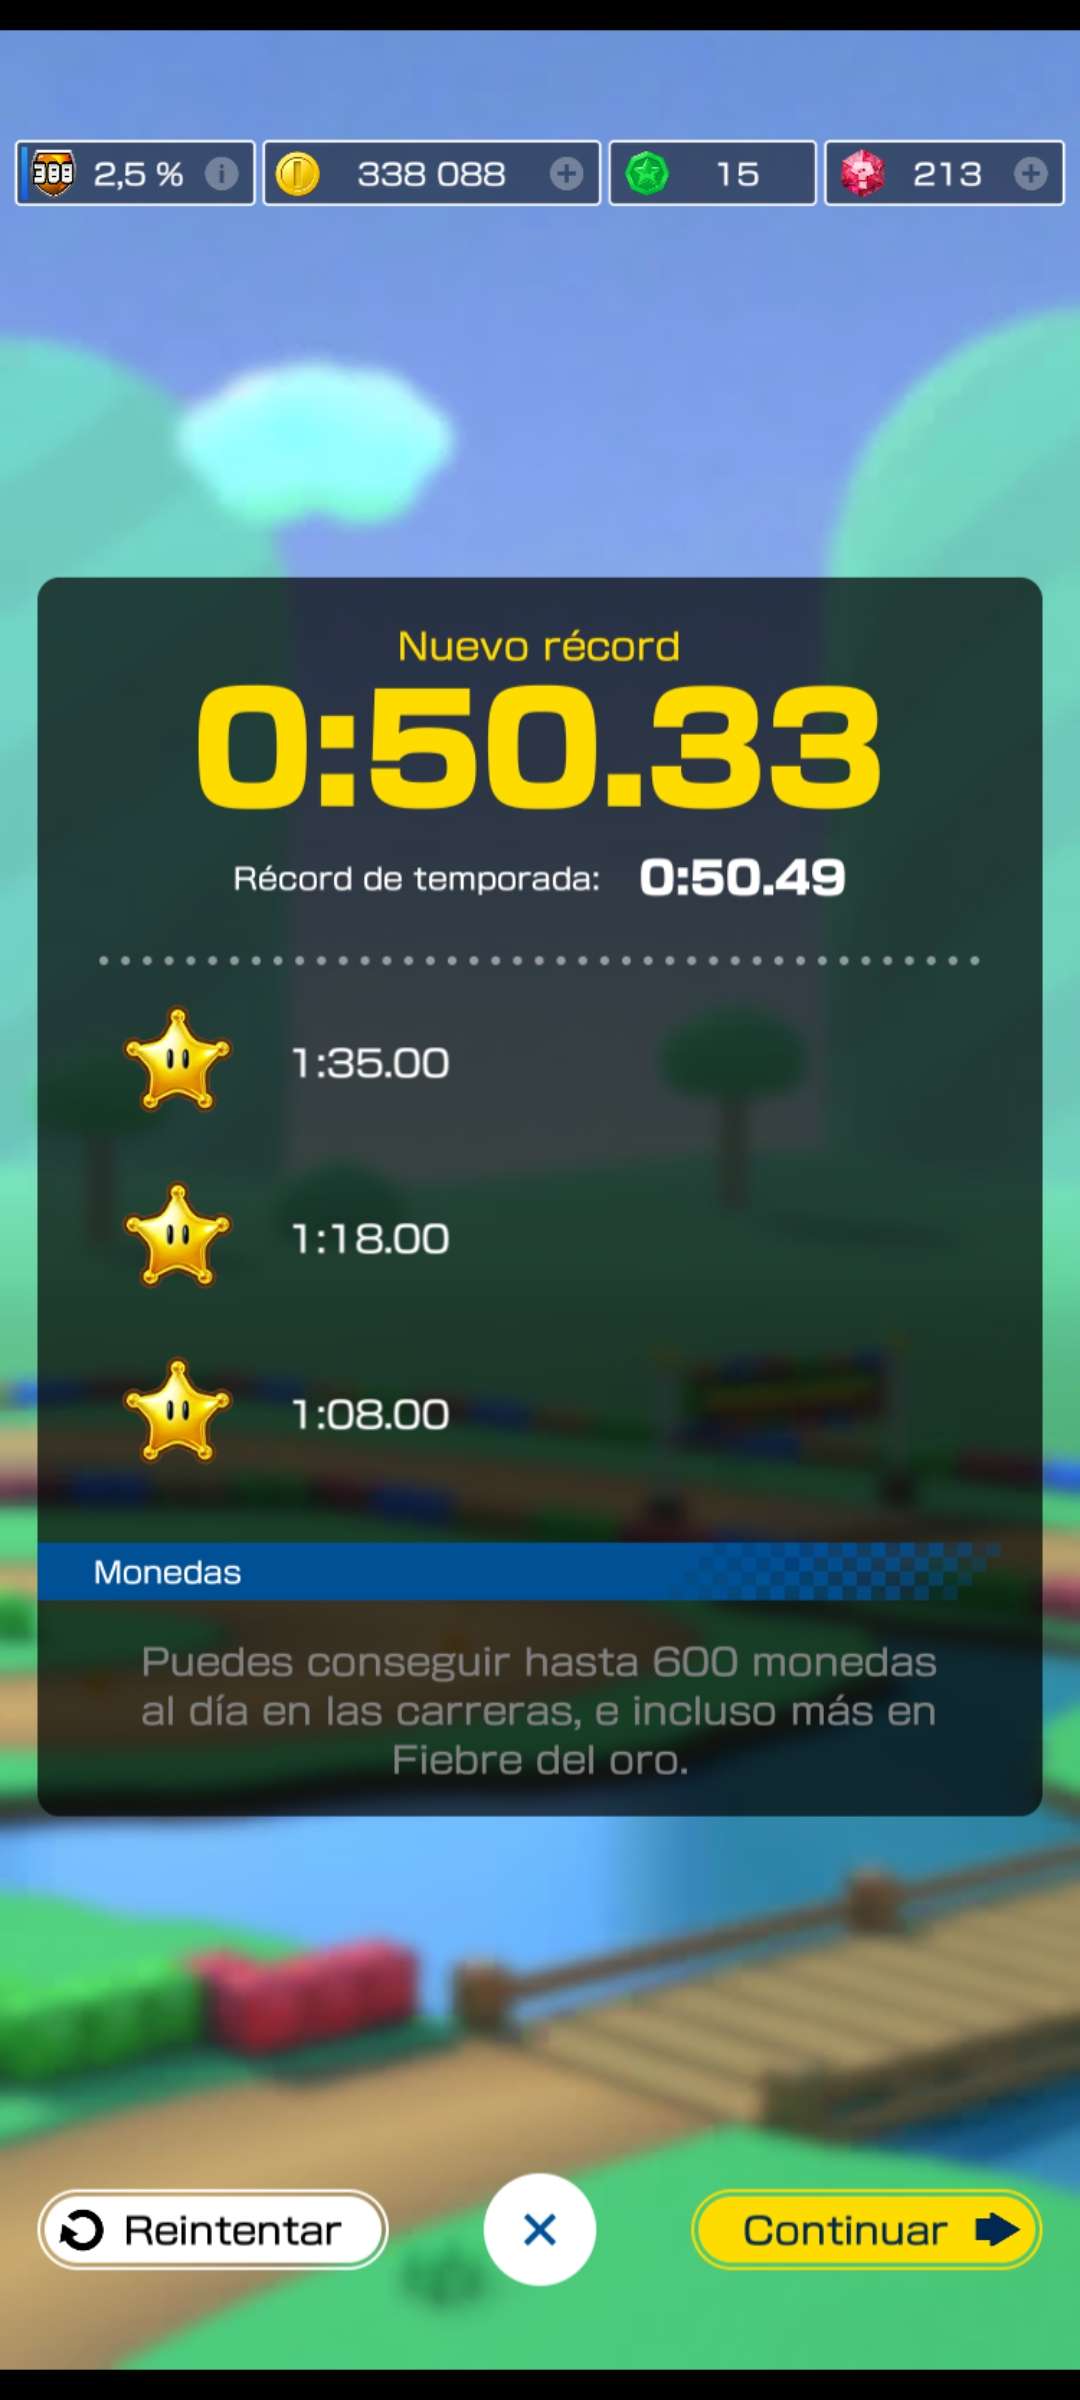 388 2,5 % i 338 088 + 15 213 +
Nuevo récord
0:50.33
Récord de temporada: 0:50.49
1:35.00
1:18.00
1:08.00
Monedas
Puedes conseguir hasta 600 monedas
al día en las carreras, e incluso más en
Fiebre del oro.
Reintentar × Continuar